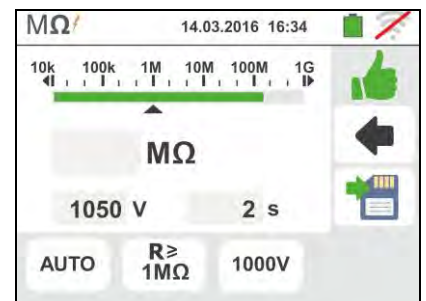 MΩ 14.03.2016 16:34
10k 100k 1M 10M 100M 1G
MΩ
1050 V 2 s
AUTO R≥ 1MΩ 1000V